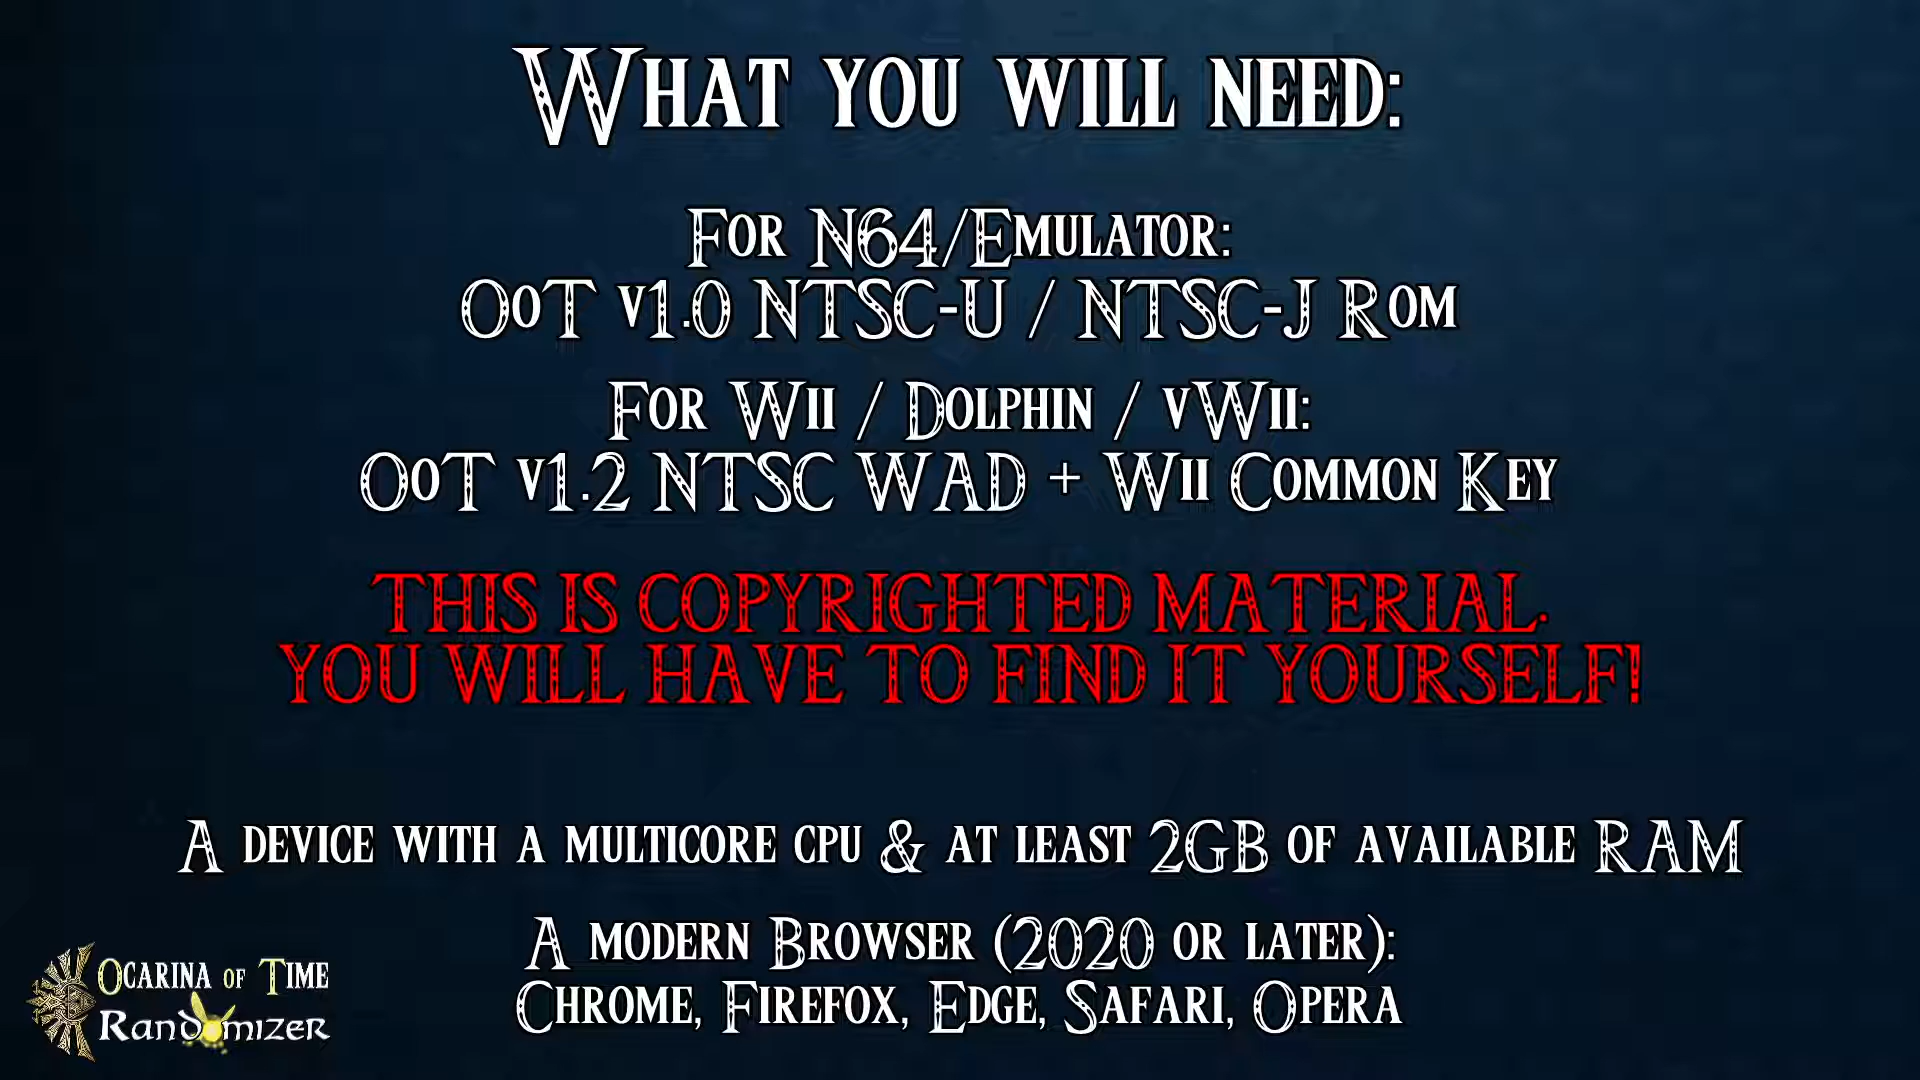 What you will need:
For N64/Emulator:
OoT v1.0 NTSC-U / NTSC-J Rom
For Wii / Dolphin / vWii:
OoT v1.2 NTSC WAD + Wii Common Key
THIS IS COPYRIGHTED MATERIAL.
YOU WILL HAVE TO FIND IT YOURSELF!
A device with a multicore cpu & at least 2GB of available RAM
A modern Browser (2020 or later):
Chrome, Firefox, Edge, Safari, Opera
Ocarina of Time
Randomizer